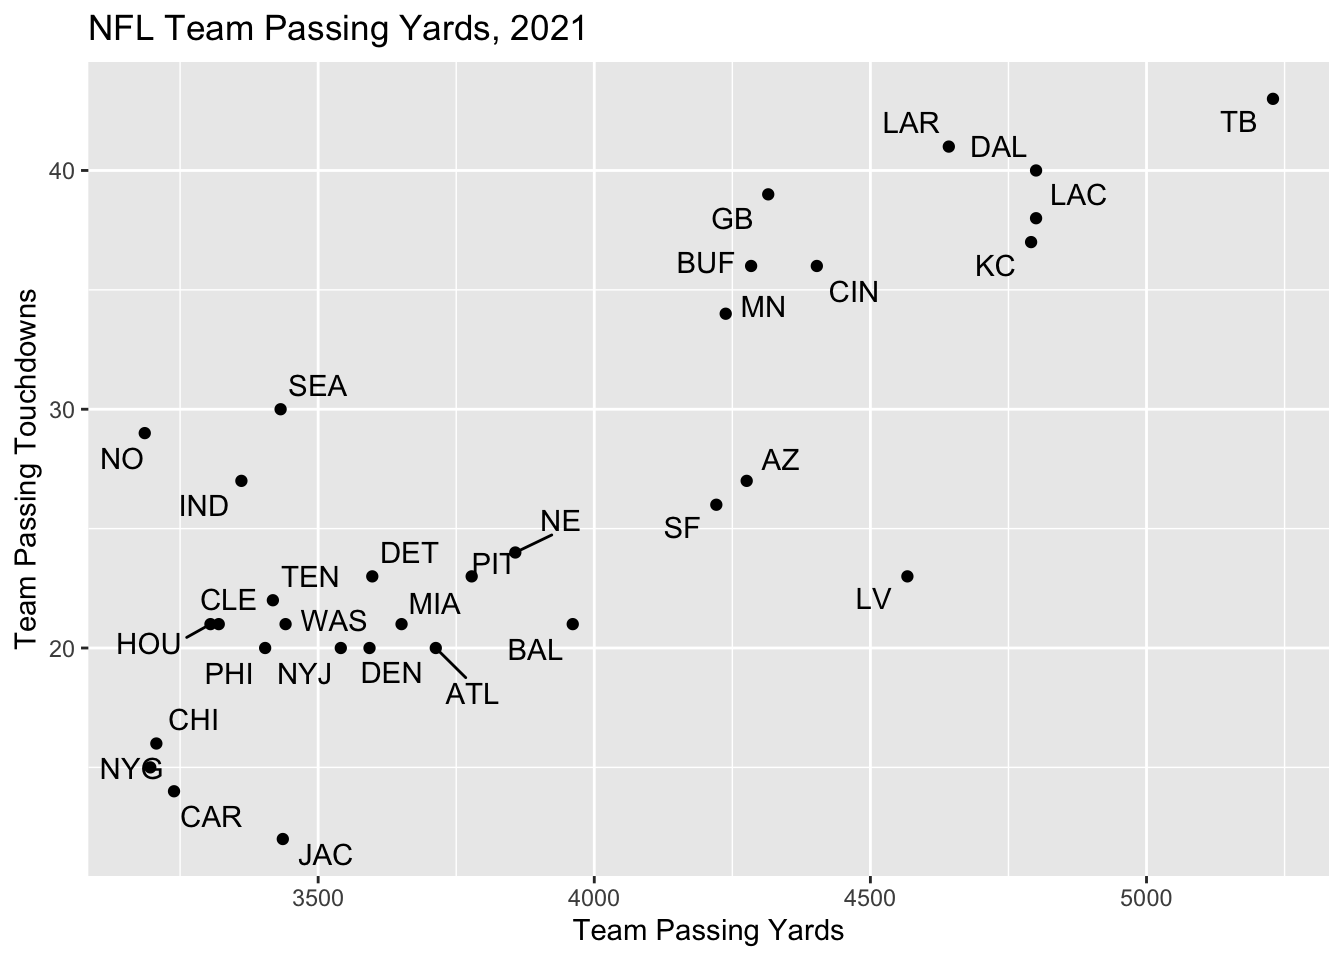 NFL Team Passing Yards, 2021
TB
LAR
DAL
LAC
GB
BUF
KC
CIN
MN
SEA
NO
AZ
IND
NE
SF
DET
PIT
TEN
CLE
MIA
LV
WAS
HOU
BAL
PHI
NYJ
DEN
ATL
CHI
NYG
CAR
JAC
40
30
20
3500
4000
4500
5000
Team Passing Yards
Team Passing Touchdowns